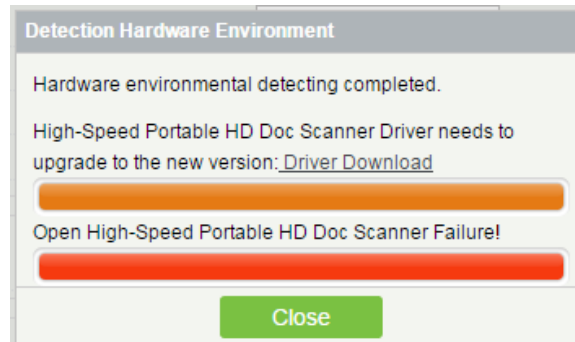 Detection Hardware Environment
Hardware environmental detecting completed.
High-Speed Portable HD Doc Scanner Driver needs to
upgrade to the new version: Driver Download
Open High-Speed Portable HD Doc Scanner Failure!
Close